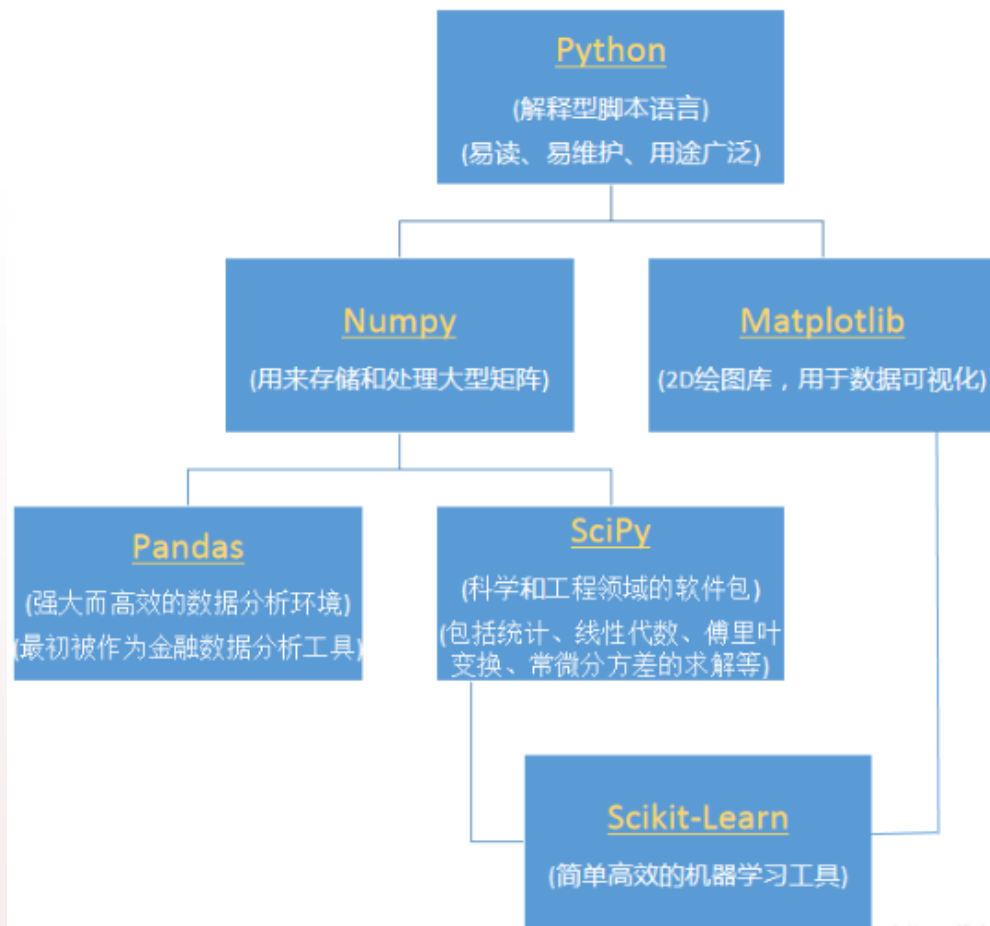 Python
(解释型脚本语言)
(易读、易维护、用途广泛)
Numpy
(用来存储和处理大型矩阵)
Matplotlib
(2D绘图库，用于数据可视化)
Pandas
(强大而高效的数据分析环境)
(最初被作为金融数据分析工具)
SciPy
(科学和工程领域的软件包)
(包括统计、线性代数、傅里叶
变换、常微分方差的求解等)
Scikit-Learn
(简单高效的机器学习工具)